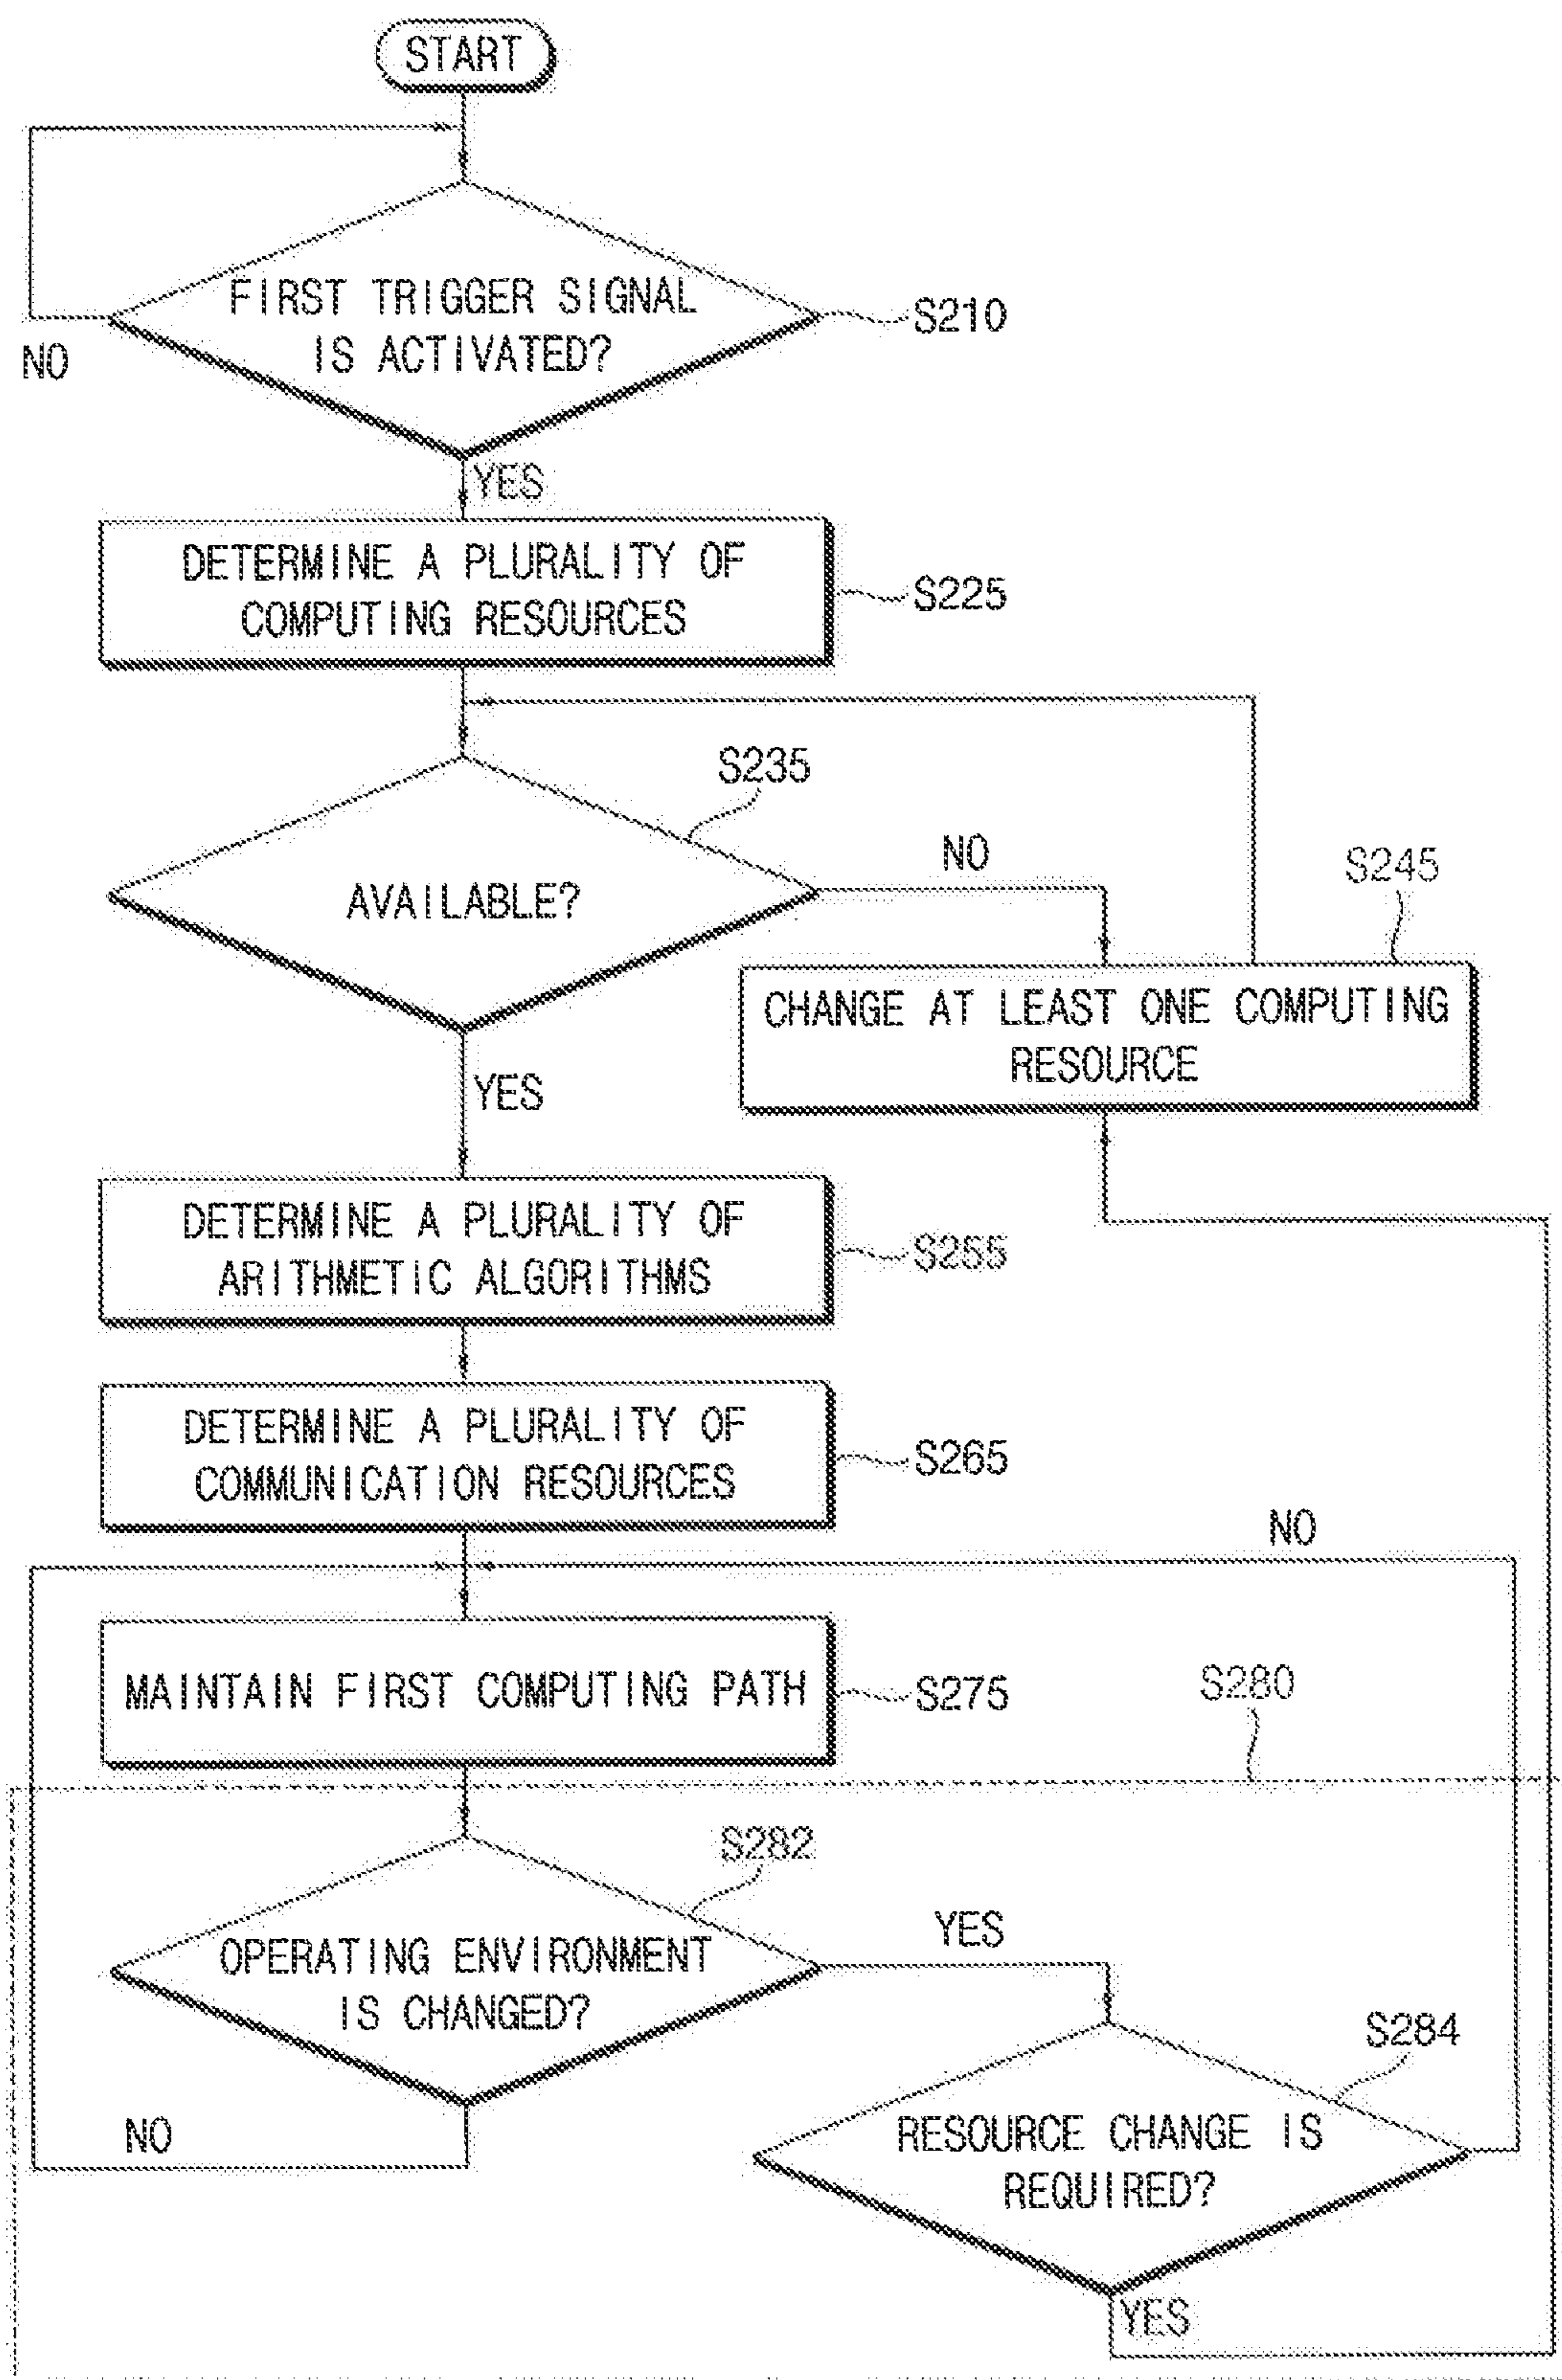 START
FIRST TRIGGER SIGNAL
IS ACTIVATED?
S210
NO
YES
DETERMINE A PLURALITY OF
COMPUTING RESOURCES
S225
S235
AVAILABLE?
NO
S245
CHANGE AT LEAST ONE COMPUTING
RESOURCE
YES
DETERMINE A PLURALITY OF
ARITHMETIC ALGORITHMS
S255
DETERMINE A PLURALITY OF
COMMUNICATION RESOURCES
S265
NO
MAINTAIN FIRST COMPUTING PATH
S275
S280
S282
OPERATING ENVIRONMENT
IS CHANGED?
YES
S284
NO
RESOURCE CHANGE IS
REQUIRED?
YES